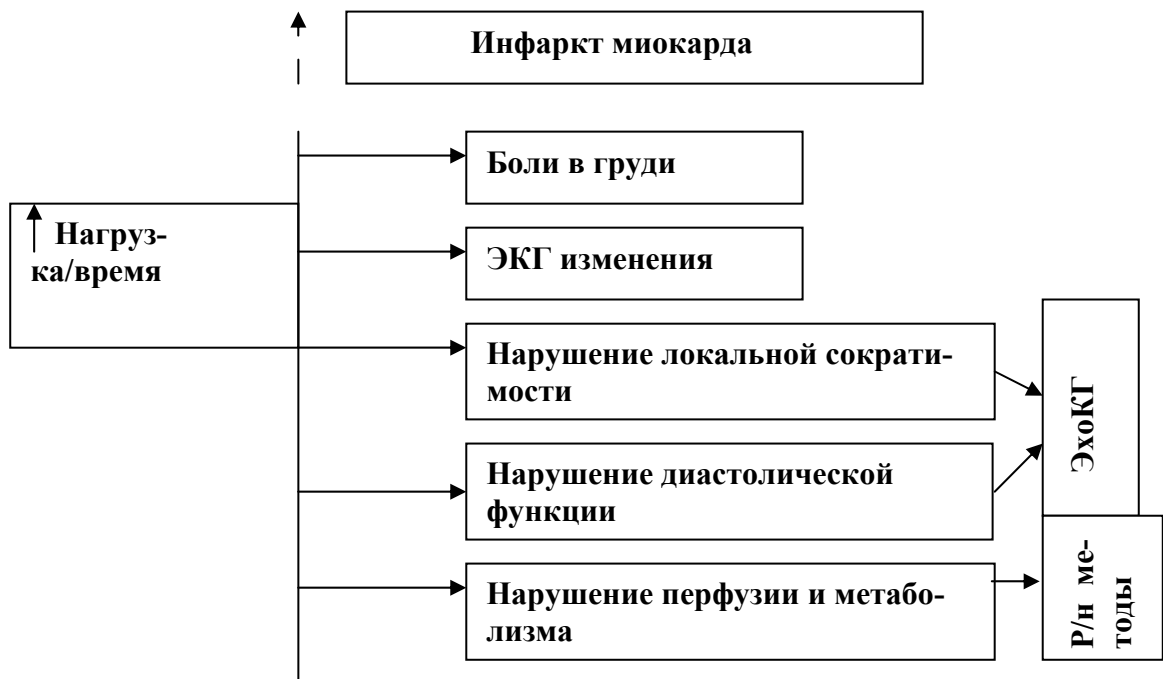 Инфаркт миокарда
Боли в груди
Нагруз-
ка/время
ЭКГ изменения
Нарушение локальной сократи-
мости
ЭхоКГ
Нарушение диастолической
функции
Нарушение перфузии и метабо-
лизма
Р/н ме-
тоды